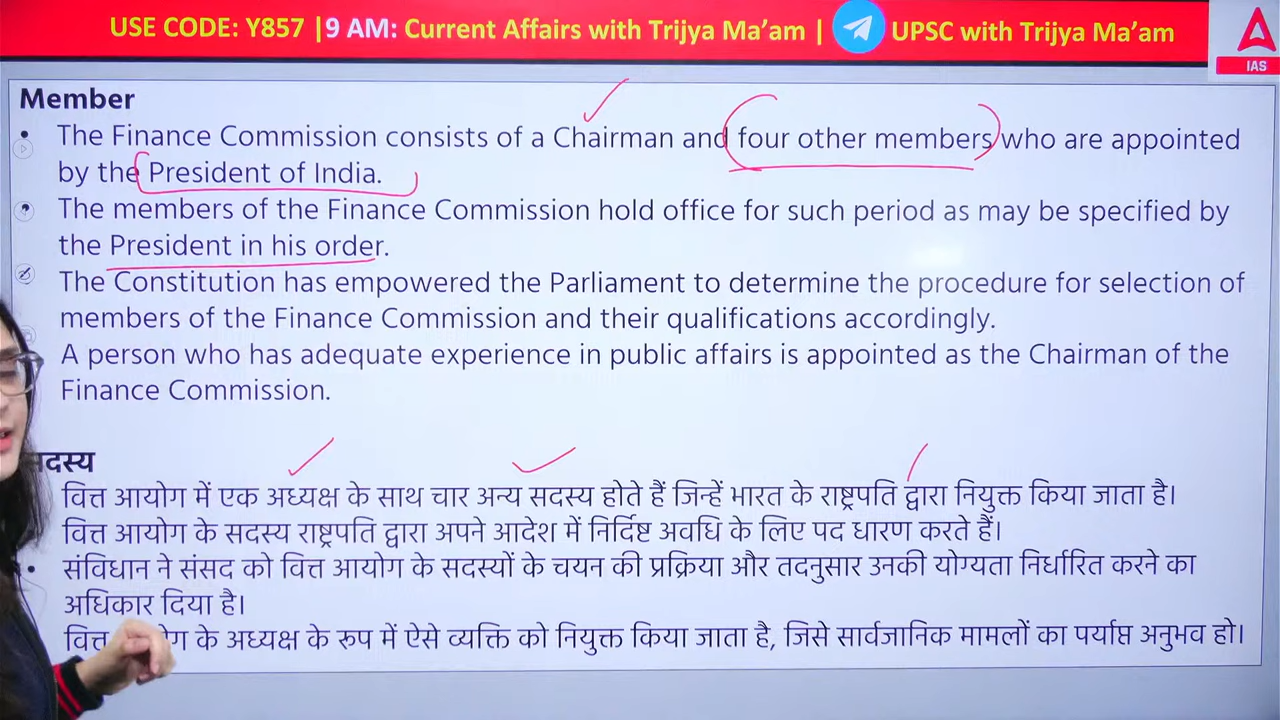 USE CODE: Y857 |9 AM: Current Affairs with Trijya Ma'am | UPSC with Trijya Ma'am
IAS
Member
• The Finance Commission consists of a Chairman and four other members who are appointed
by the President of India.
• The members of the Finance Commission hold office for such period as may be specified by
the President in his order.
The Constitution has empowered the Parliament to determine the procedure for selection of
members of the Finance Commission and their qualifications accordingly.
A person who has adequate experience in public affairs is appointed as the Chairman of the
Finance Commission.
वित्त आयोग में एक अध्यक्ष के साथ चार अन्य सदस्य होते हैं जिन्हें भारत के राष्ट्रपति द्वारा नियुक्त किया जाता है।
वित्त आयोग के सदस्य राष्ट्रपति द्वारा अपने आदेश में निर्दिष्ट अवधि के लिए पद धारण करते हैं।
• संविधान ने संसद को वित्त आयोग के सदस्यों के चयन की प्रक्रिया और तदनुसार उनकी योग्यता निर्धारित करने का
अधिकार दिया है।
के अध्यक्ष के रूप में ऐसे व्यक्ति को नियुक्त किया जाता है, जिसे सार्वजानिक मामलों का पर्याप्त अनुभव हो।